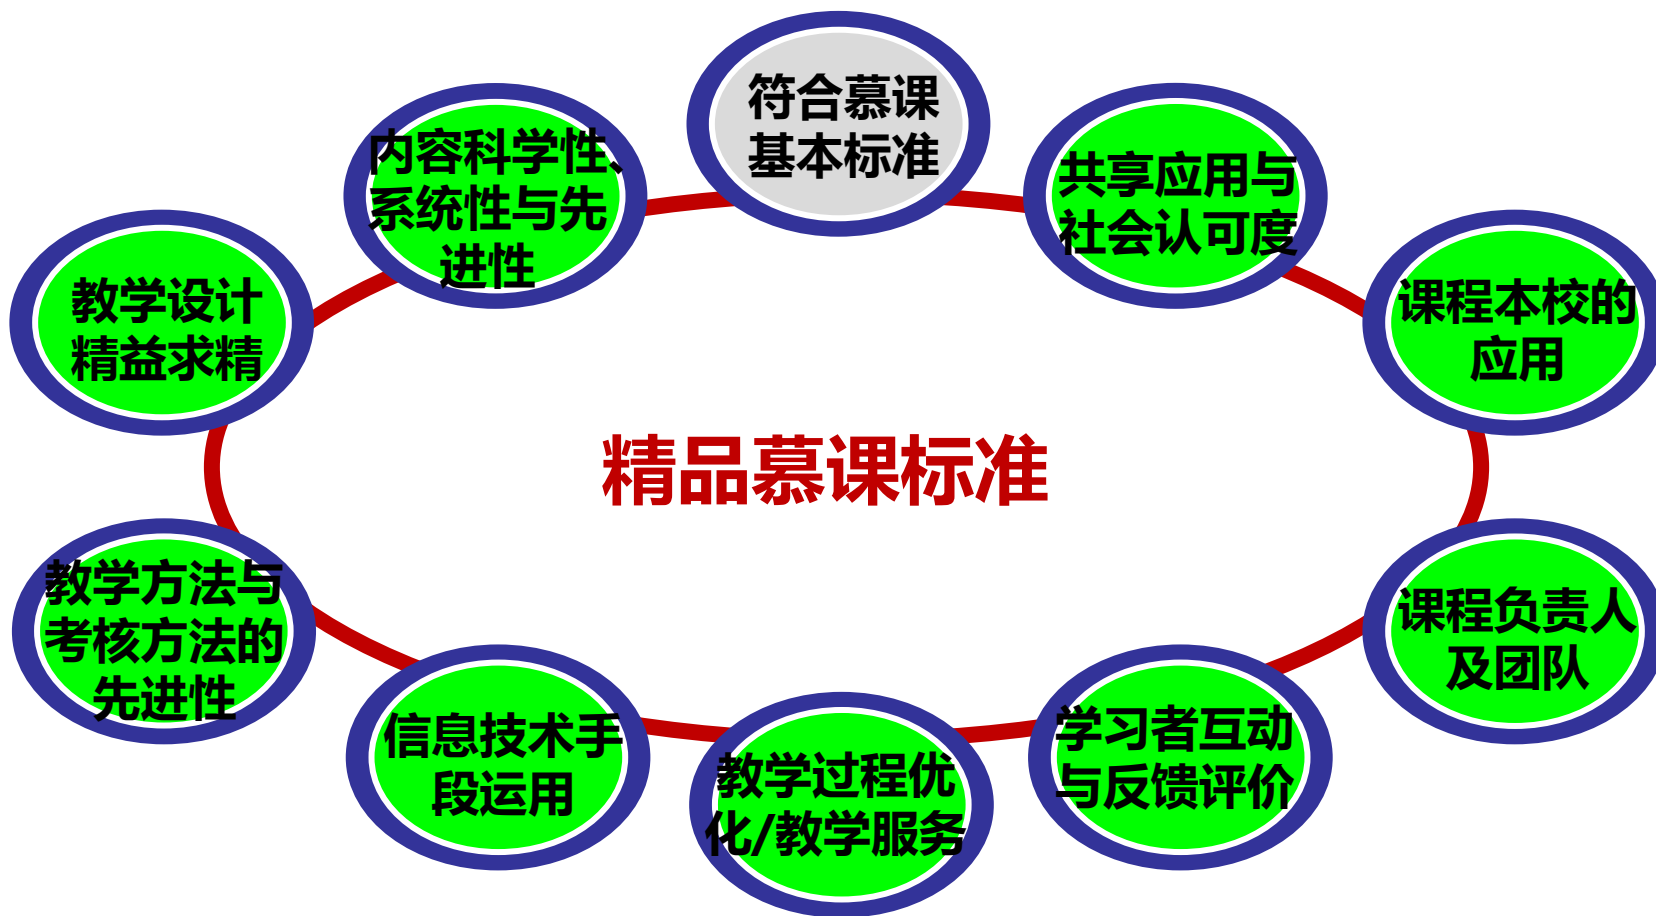 符合慕课
基本标准
内容科学性、
系统性与先
进性
共享应用与
社会认可度
教学设计
精益求精
课程本校的
应用
精品慕课标准
教学方法与
考核方法的
先进性
课程负责人
及团队
信息技术手
段运用
教学过程优
化/教学服务
学习者互动
与反馈评价